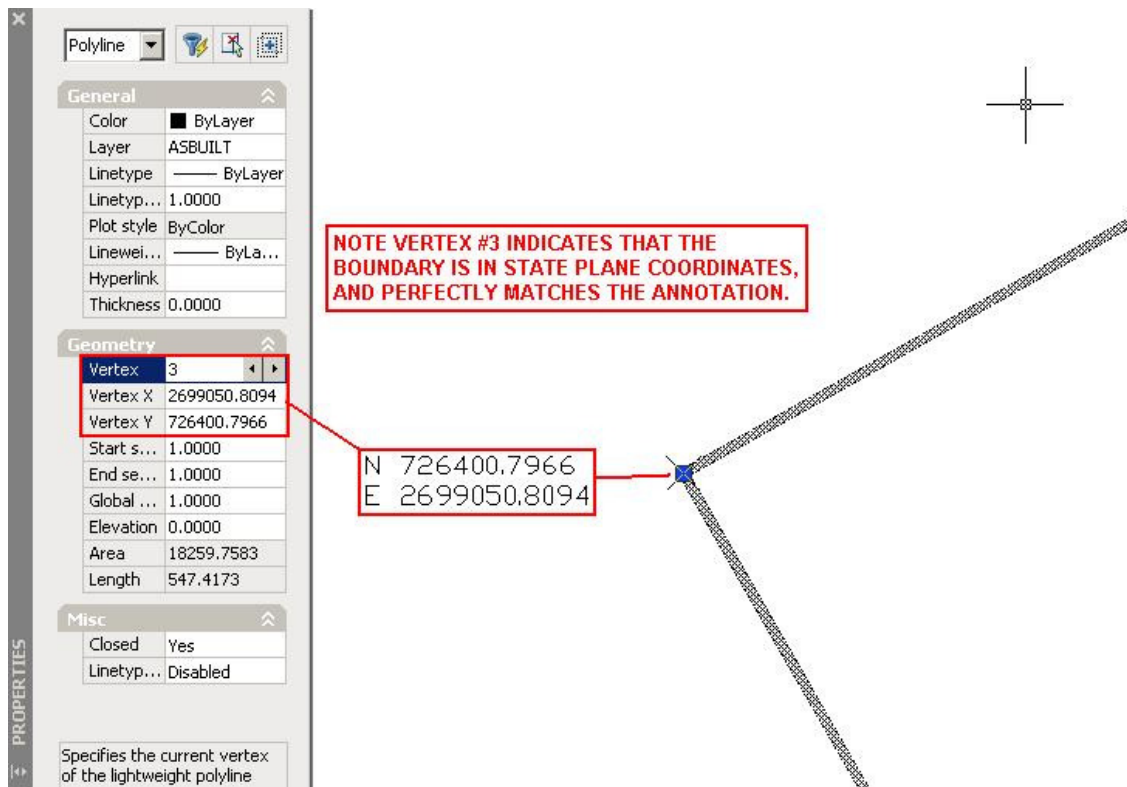 Polyline
General
Color ByLayer
Layer ASBUILT
Linetype ByLayer
Linetyp... 1.0000
Plot style ByColor
Linewei... ByLa...
Hyperlink
Thickness 0.0000
Geometry
Vertex 3
Vertex X 2699050.8094
Vertex Y 726400.7966
Start s... 1.0000
End se... 1.0000
Global ... 1.0000
Elevation 0.0000
Area 18259.7583
Length 547.4173
Misc
Closed Yes
Linetyp... Disabled
PROPERTIES
Specifies the current vertex
of the lightweight polyline
NOTE VERTEX #3 INDICATES THAT THE
BOUNDARY IS IN STATE PLANE COORDINATES,
AND PERFECTLY MATCHES THE ANNOTATION.
N 726400.7966
E 2699050.8094